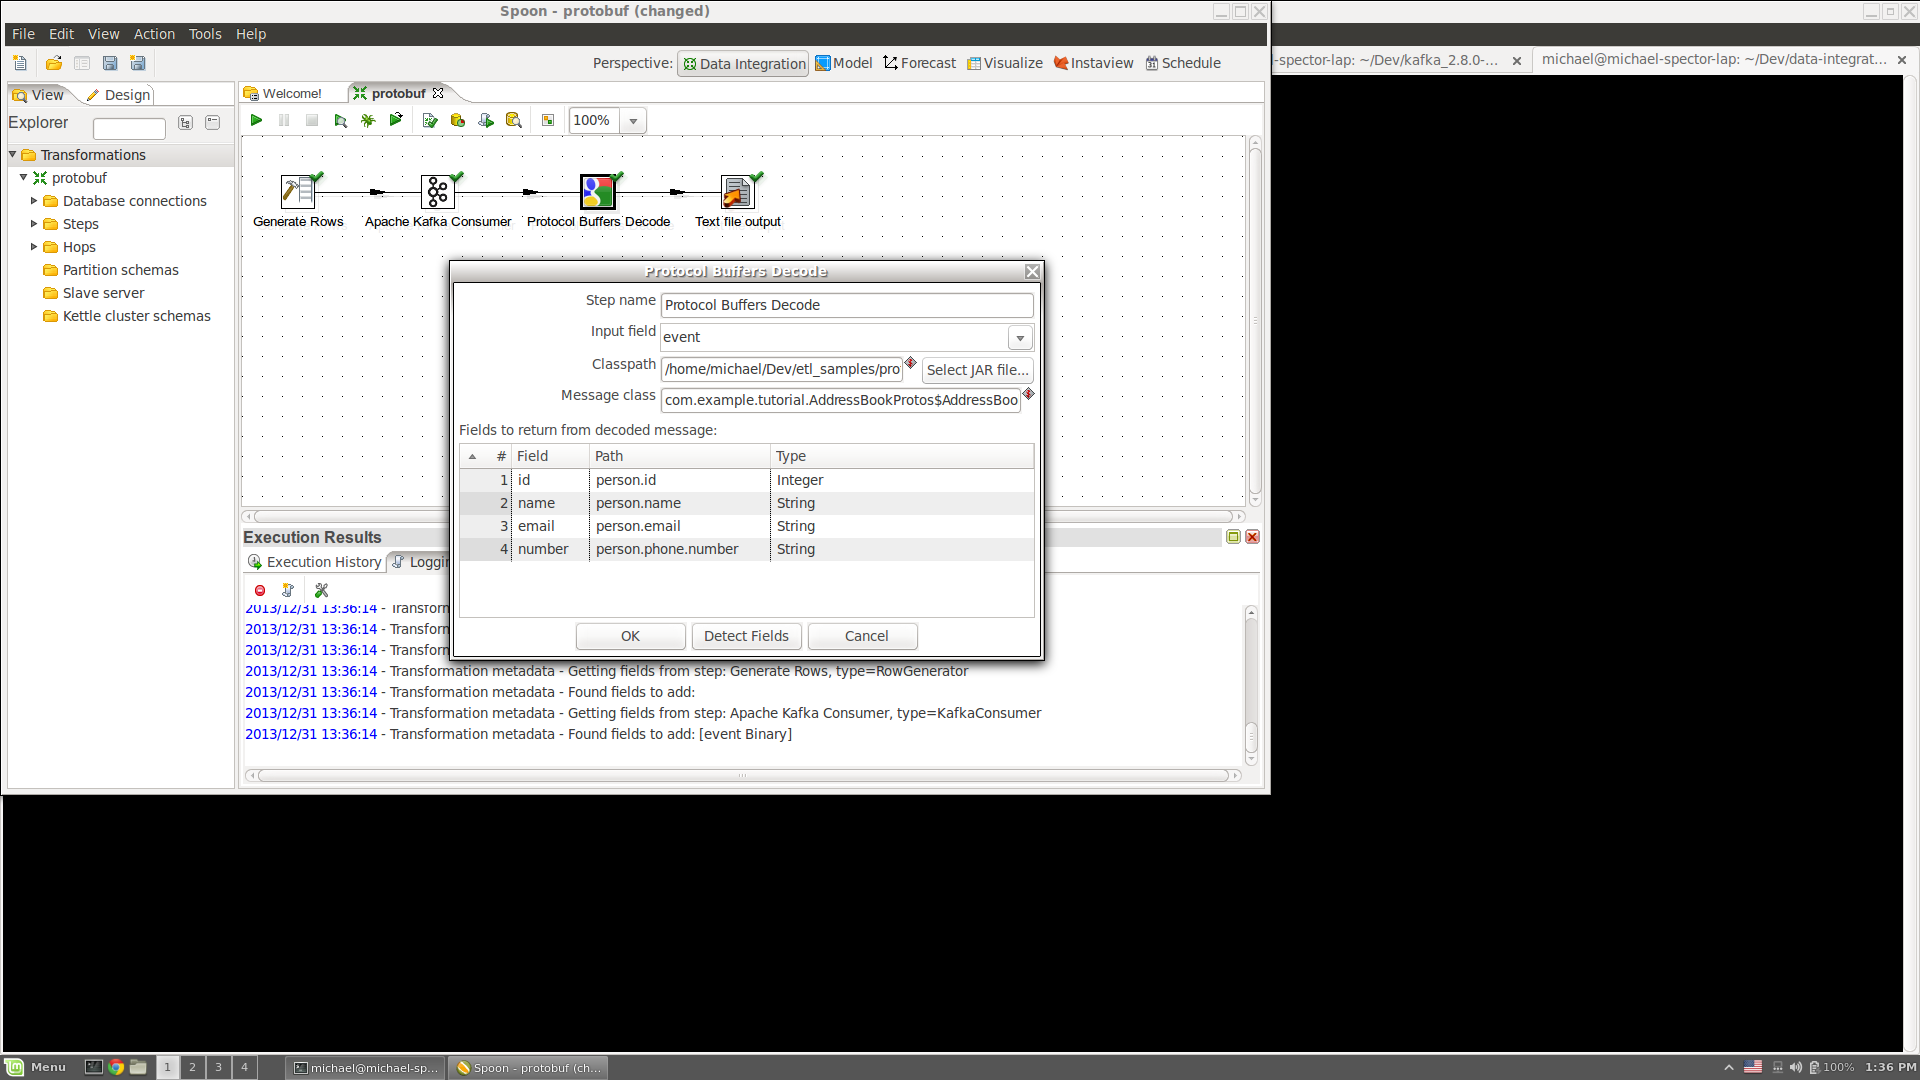 Spoon - protobuf (changed)
File Edit View Action Tools Help
Perspective: Data Integration Model Forecast Visualize Instaview Schedule
l-spector-lap: ~/Dev/kafka_2.8.0-...
michael@michael-spector-lap: ~/Dev/data-integrat...
View Design
Welcome! protobuf
Explorer
100%
Transformations
protobuf
Database connections
Steps
Hops
Partition schemas
Slave server
Kettle cluster schemas
Generate Rows
Apache Kafka Consumer
Protocol Buffers Decode
Text file output
Protocol Buffers Decode
Step name Protocol Buffers Decode
Input field event
Classpath /home/michael/Dev/etl_samples/pro Select JAR file...
Message class com.example.tutorial.AddressBookProtos$AddressBoo
Fields to return from decoded message:
# Field Path Type
1 id person.id Integer
2 name person.name String
3 email person.email String
4 number person.phone.number String
OK Detect Fields Cancel
Execution Results
Execution History Loggin
2013/12/31 13:36:14 - Transforn
2013/12/31 13:36:14 - Transforn
2013/12/31 13:36:14 - Transforn
2013/12/31 13:36:14 - Transformation metadata - Getting fields from step: Generate Rows, type=RowGenerator
2013/12/31 13:36:14 - Transformation metadata - Found fields to add:
2013/12/31 13:36:14 - Transformation metadata - Getting fields from step: Apache Kafka Consumer, type=KafkaConsumer
2013/12/31 13:36:14 - Transformation metadata - Found fields to add: [event Binary]
Menu 1 2 3 4 michael@michael-sp... Spoon - protobuf (ch... 100% 1:36 PM